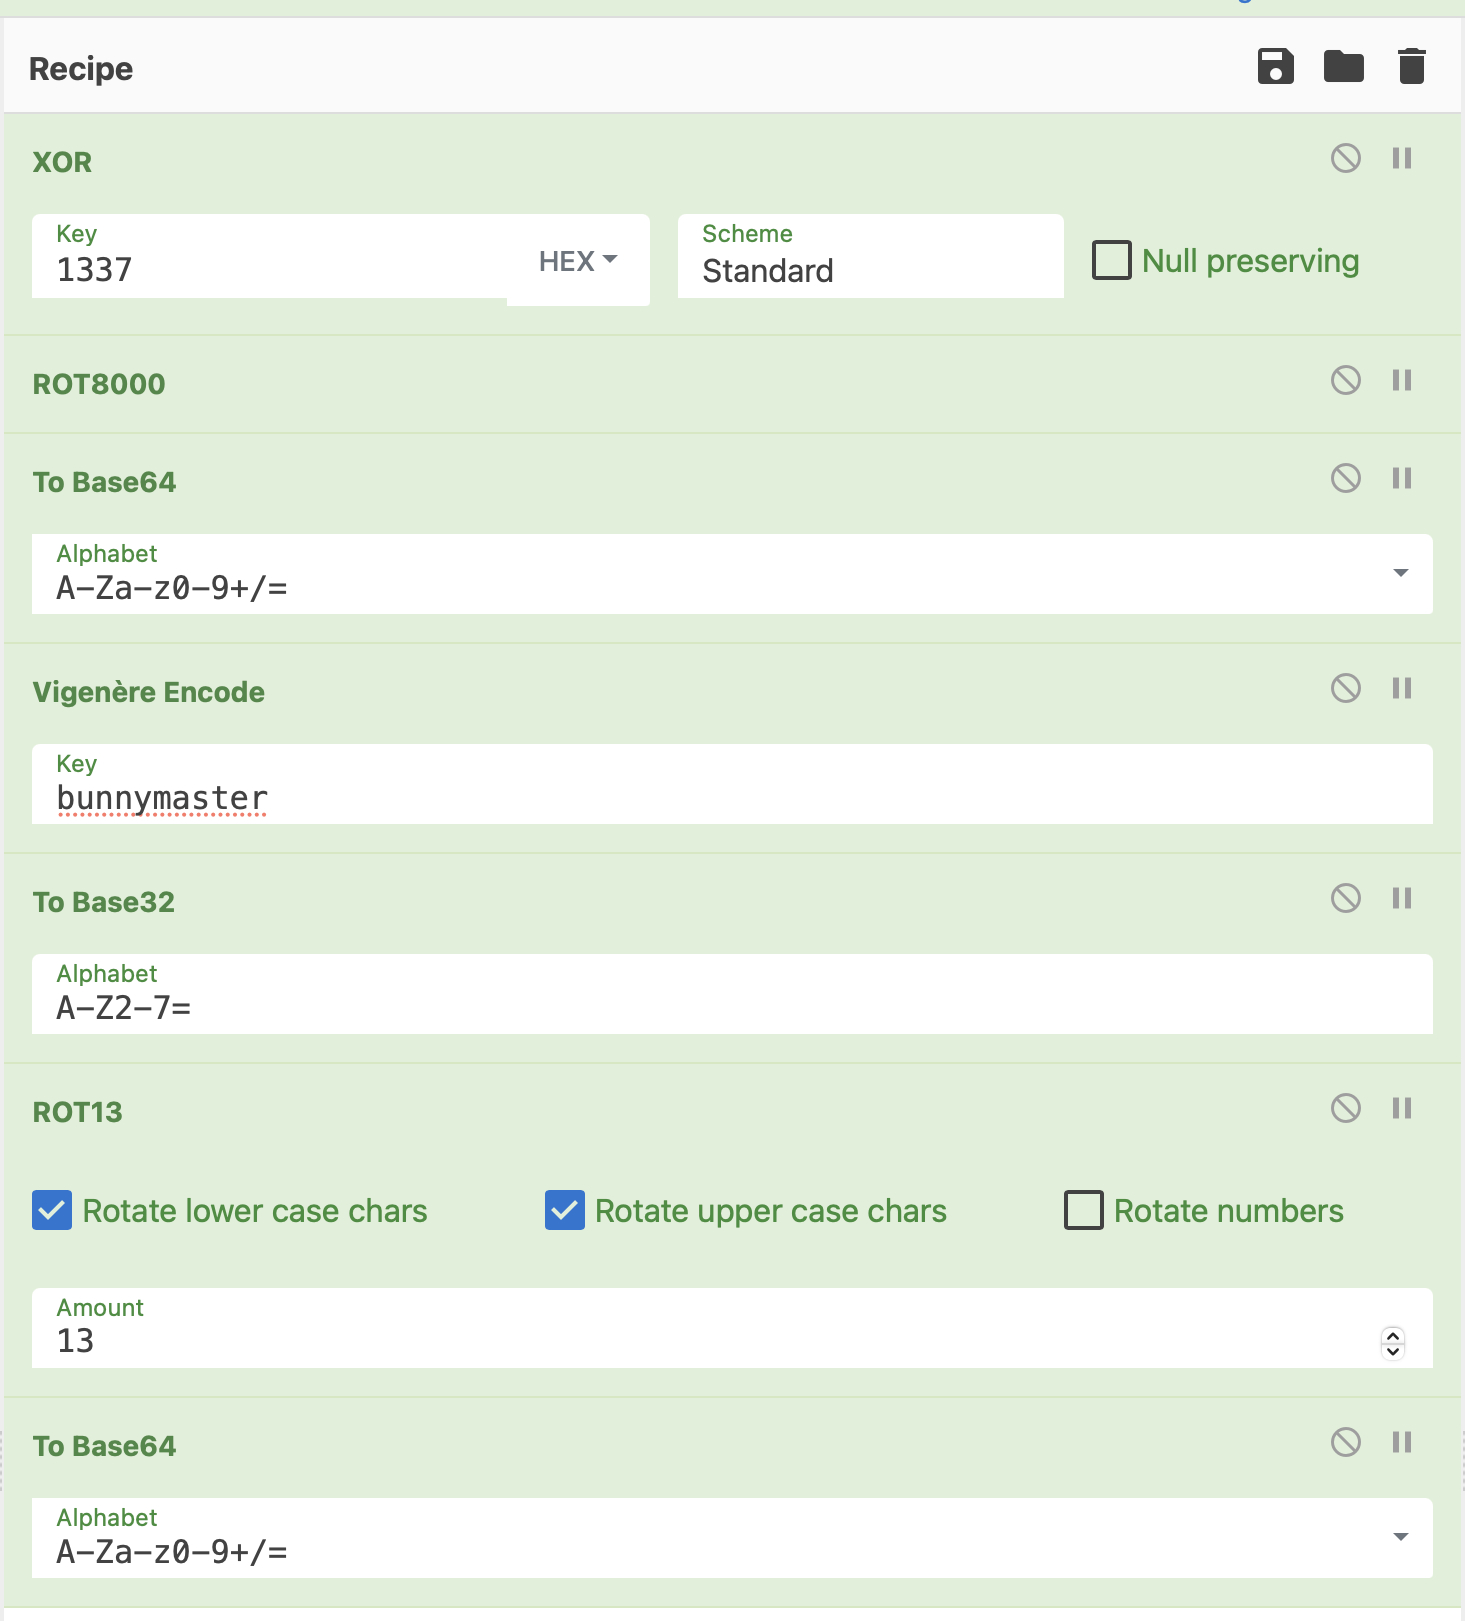 Recipe
XOR
Key
1337
HEX
Scheme
Standard
Null preserving
ROT8000
To Base64
Alphabet
A-Za-z0-9+/=
Vigenère Encode
Key
bunnymaster
To Base32
Alphabet
A-Z2-7=
ROT13
Rotate lower case chars
Rotate upper case chars
Rotate numbers
Amount
13
To Base64
Alphabet
A-Za-z0-9+/=